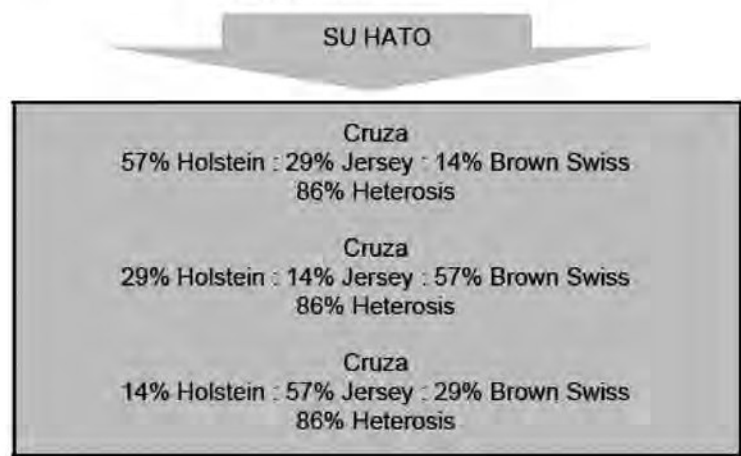 SU HATO
Cruza
57% Holstein : 29% Jersey : 14% Brown Swiss
86% Heterosis
Cruza
29% Holstein : 14% Jersey : 57% Brown Swiss
86% Heterosis
Cruza
14% Holstein : 57% Jersey : 29% Brown Swiss
86% Heterosis